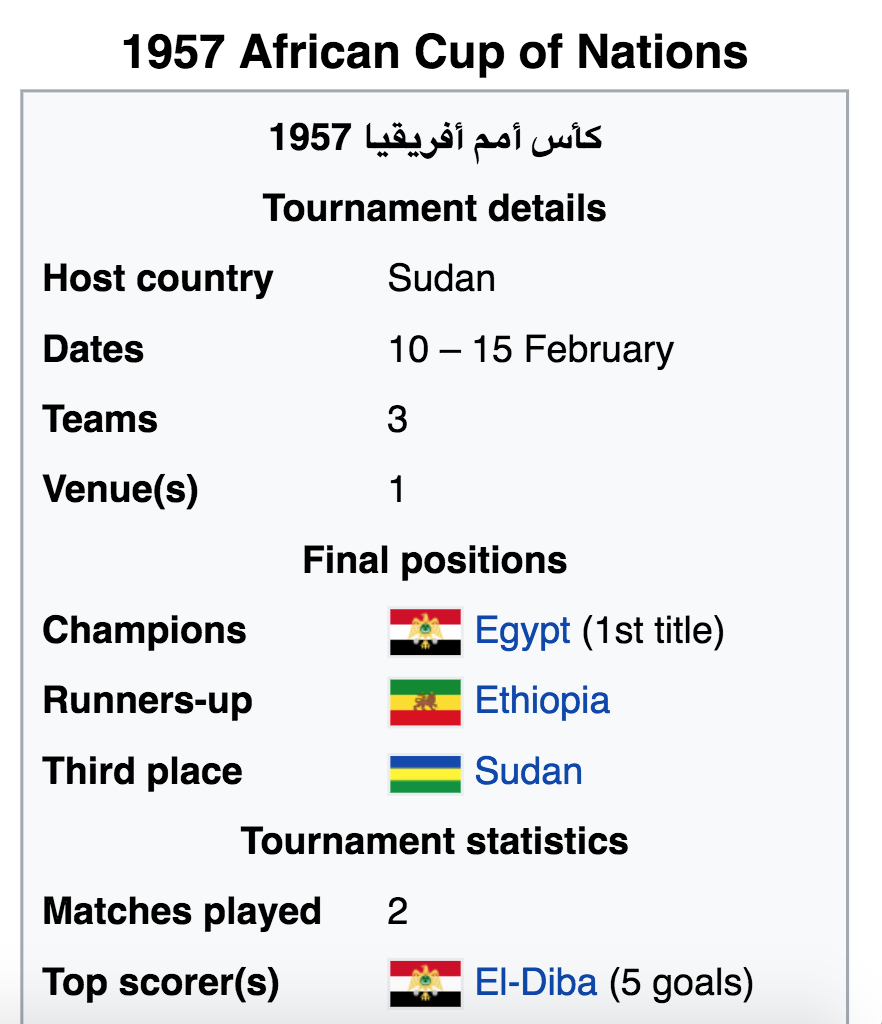 1957 African Cup of Nations
كأس أمم أفريقيا 1957
Tournament details
Host country Sudan
Dates 10 – 15 February
Teams 3
Venue(s) 1
Final positions
Champions Egypt (1st title)
Runners-up Ethiopia
Third place Sudan
Tournament statistics
Matches played 2
Top scorer(s) El-Diba (5 goals)